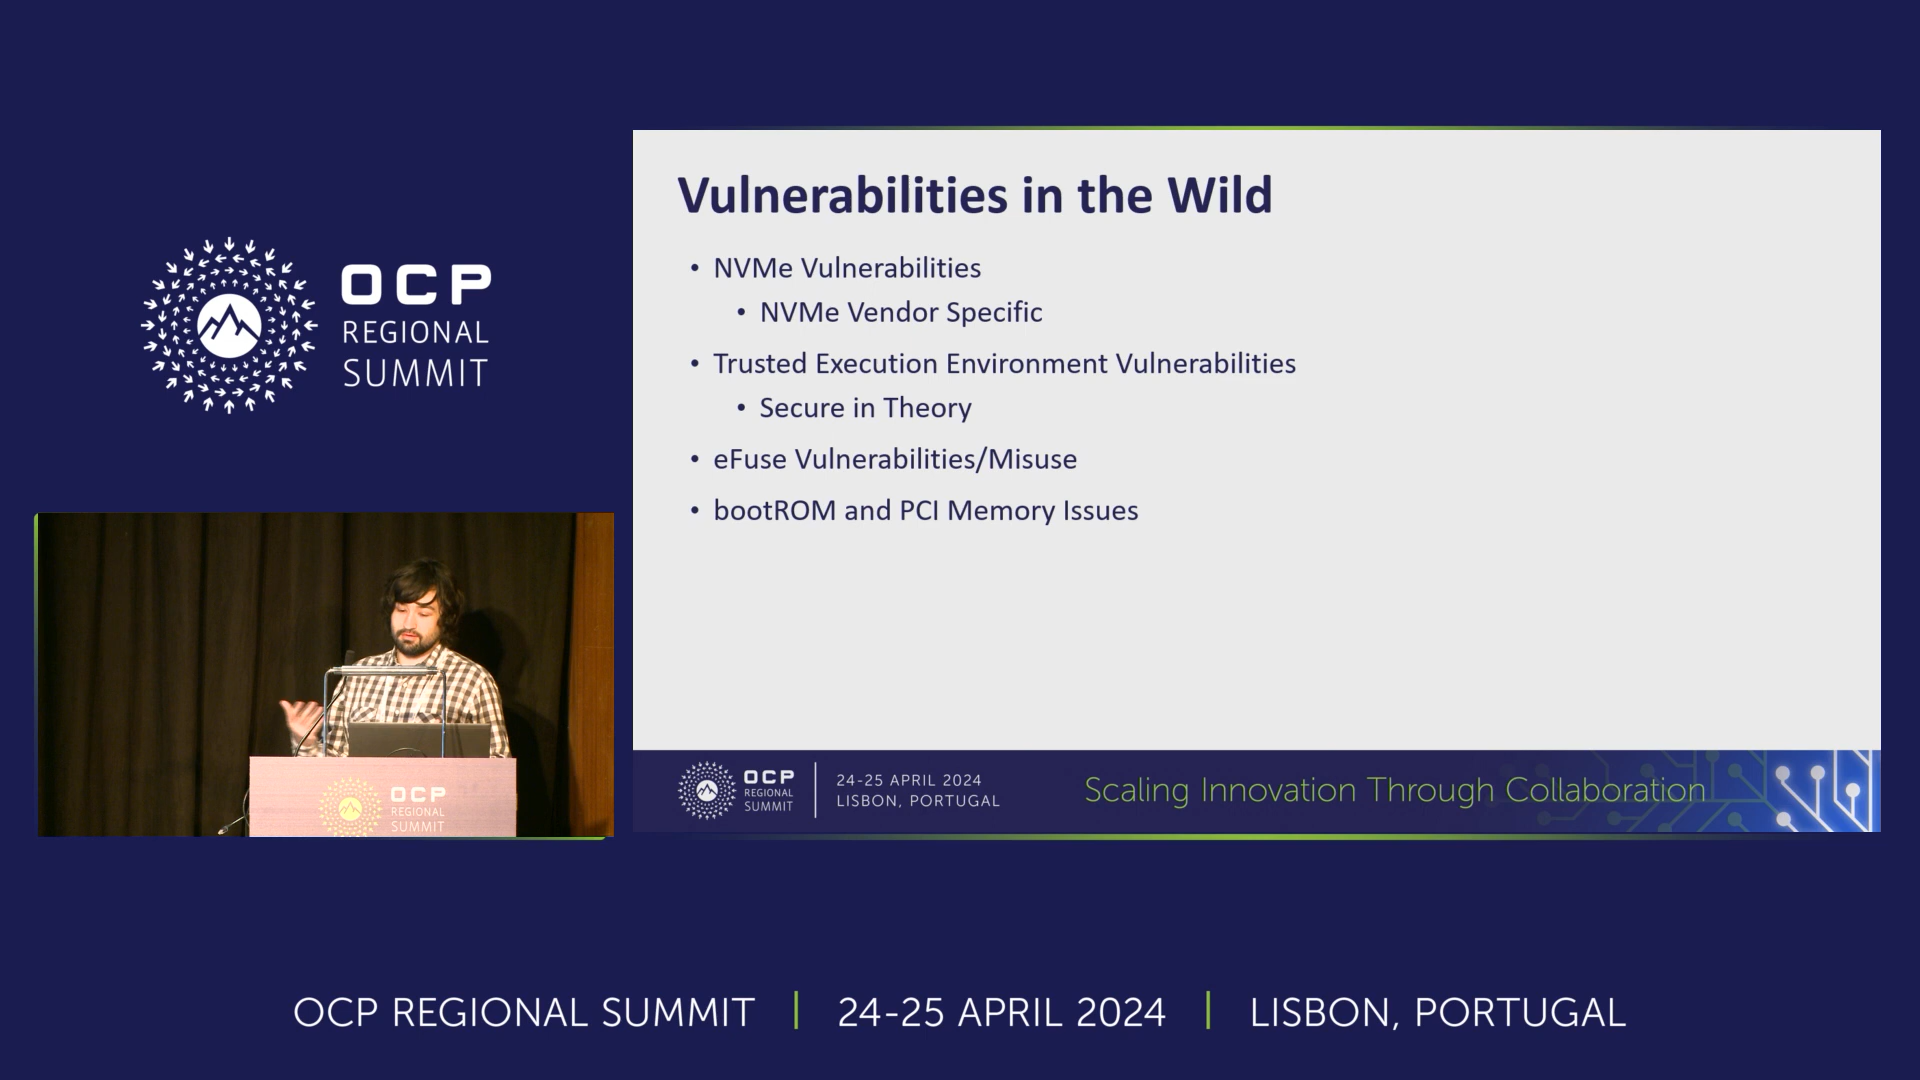 OCP
REGIONAL
SUMMIT
Vulnerabilities in the Wild
• NVMe Vulnerabilities
• NVMe Vendor Specific
• Trusted Execution Environment Vulnerabilities
• Secure in Theory
• eFuse Vulnerabilities/Misuse
• bootROM and PCI Memory Issues
OCP
REGIONAL
SUMMIT
24-25 APRIL 2024
LISBON, PORTUGAL
Scaling Innovation Through Collaboration
OCP
REGIONAL
SUMMIT
OCP REGIONAL SUMMIT | 24-25 APRIL 2024 | LISBON, PORTUGAL